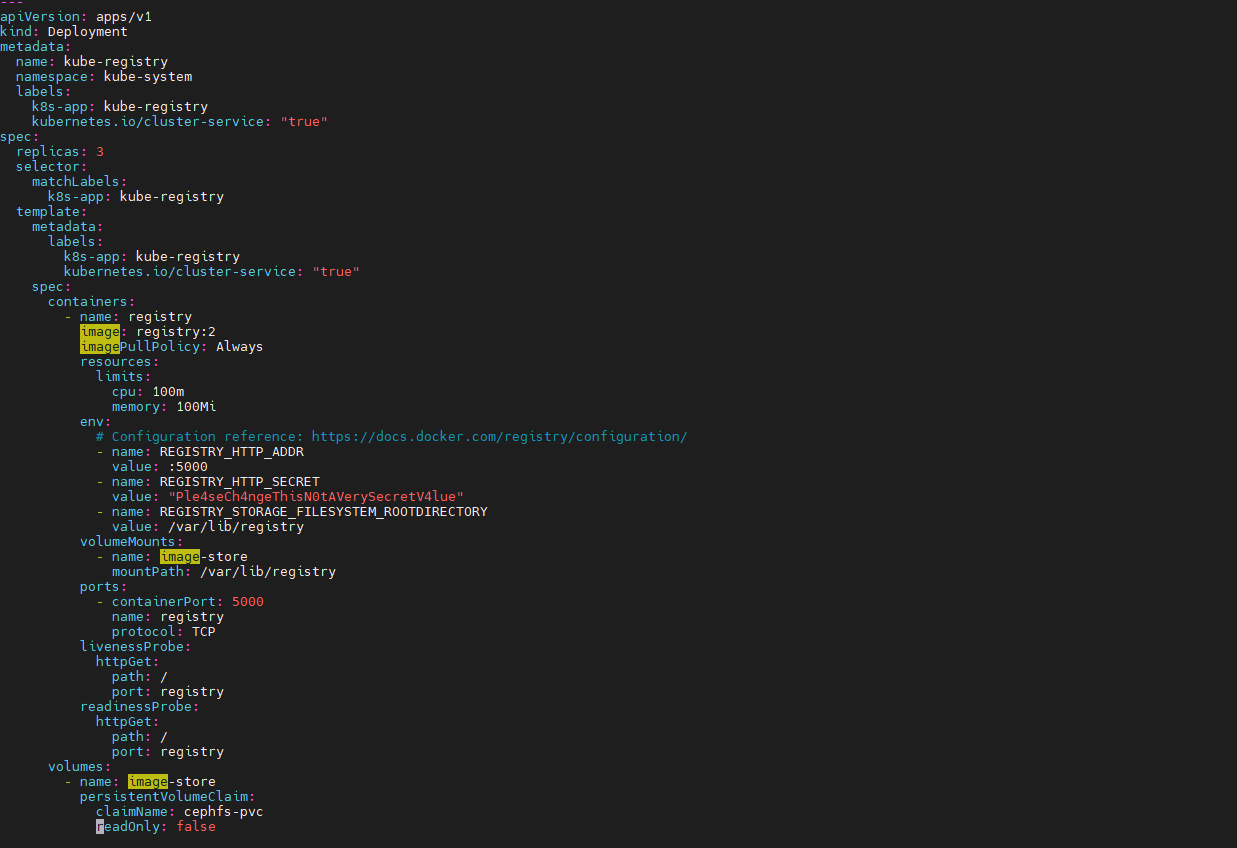 ---
apiVersion: apps/v1
kind: Deployment
metadata:
  name: kube-registry
  namespace: kube-system
  labels:
    k8s-app: kube-registry
    kubernetes.io/cluster-service: "true"
spec:
  replicas: 3
  selector:
    matchLabels:
      k8s-app: kube-registry
  template:
    metadata:
      labels:
        k8s-app: kube-registry
        kubernetes.io/cluster-service: "true"
    spec:
      containers:
        - name: registry
          image: registry:2
          imagePullPolicy: Always
          resources:
            limits:
              cpu: 100m
              memory: 100Mi
          env:
            # Configuration reference: https://docs.docker.com/registry/configuration/
            - name: REGISTRY_HTTP_ADDR
              value: :5000
            - name: REGISTRY_HTTP_SECRET
              value: "Ple4seCh4ngeThisN0tAVerySecretV4lue"
            - name: REGISTRY_STORAGE_FILESYSTEM_ROOTDIRECTORY
              value: /var/lib/registry
          volumeMounts:
            - name: image-store
              mountPath: /var/lib/registry
          ports:
            - containerPort: 5000
              name: registry
              protocol: TCP
          livenessProbe:
            httpGet:
              path: /
              port: registry
          readinessProbe:
            httpGet:
              path: /
              port: registry
      volumes:
        - name: image-store
          persistentVolumeClaim:
            claimName: cephfs-pvc
            readOnly: false